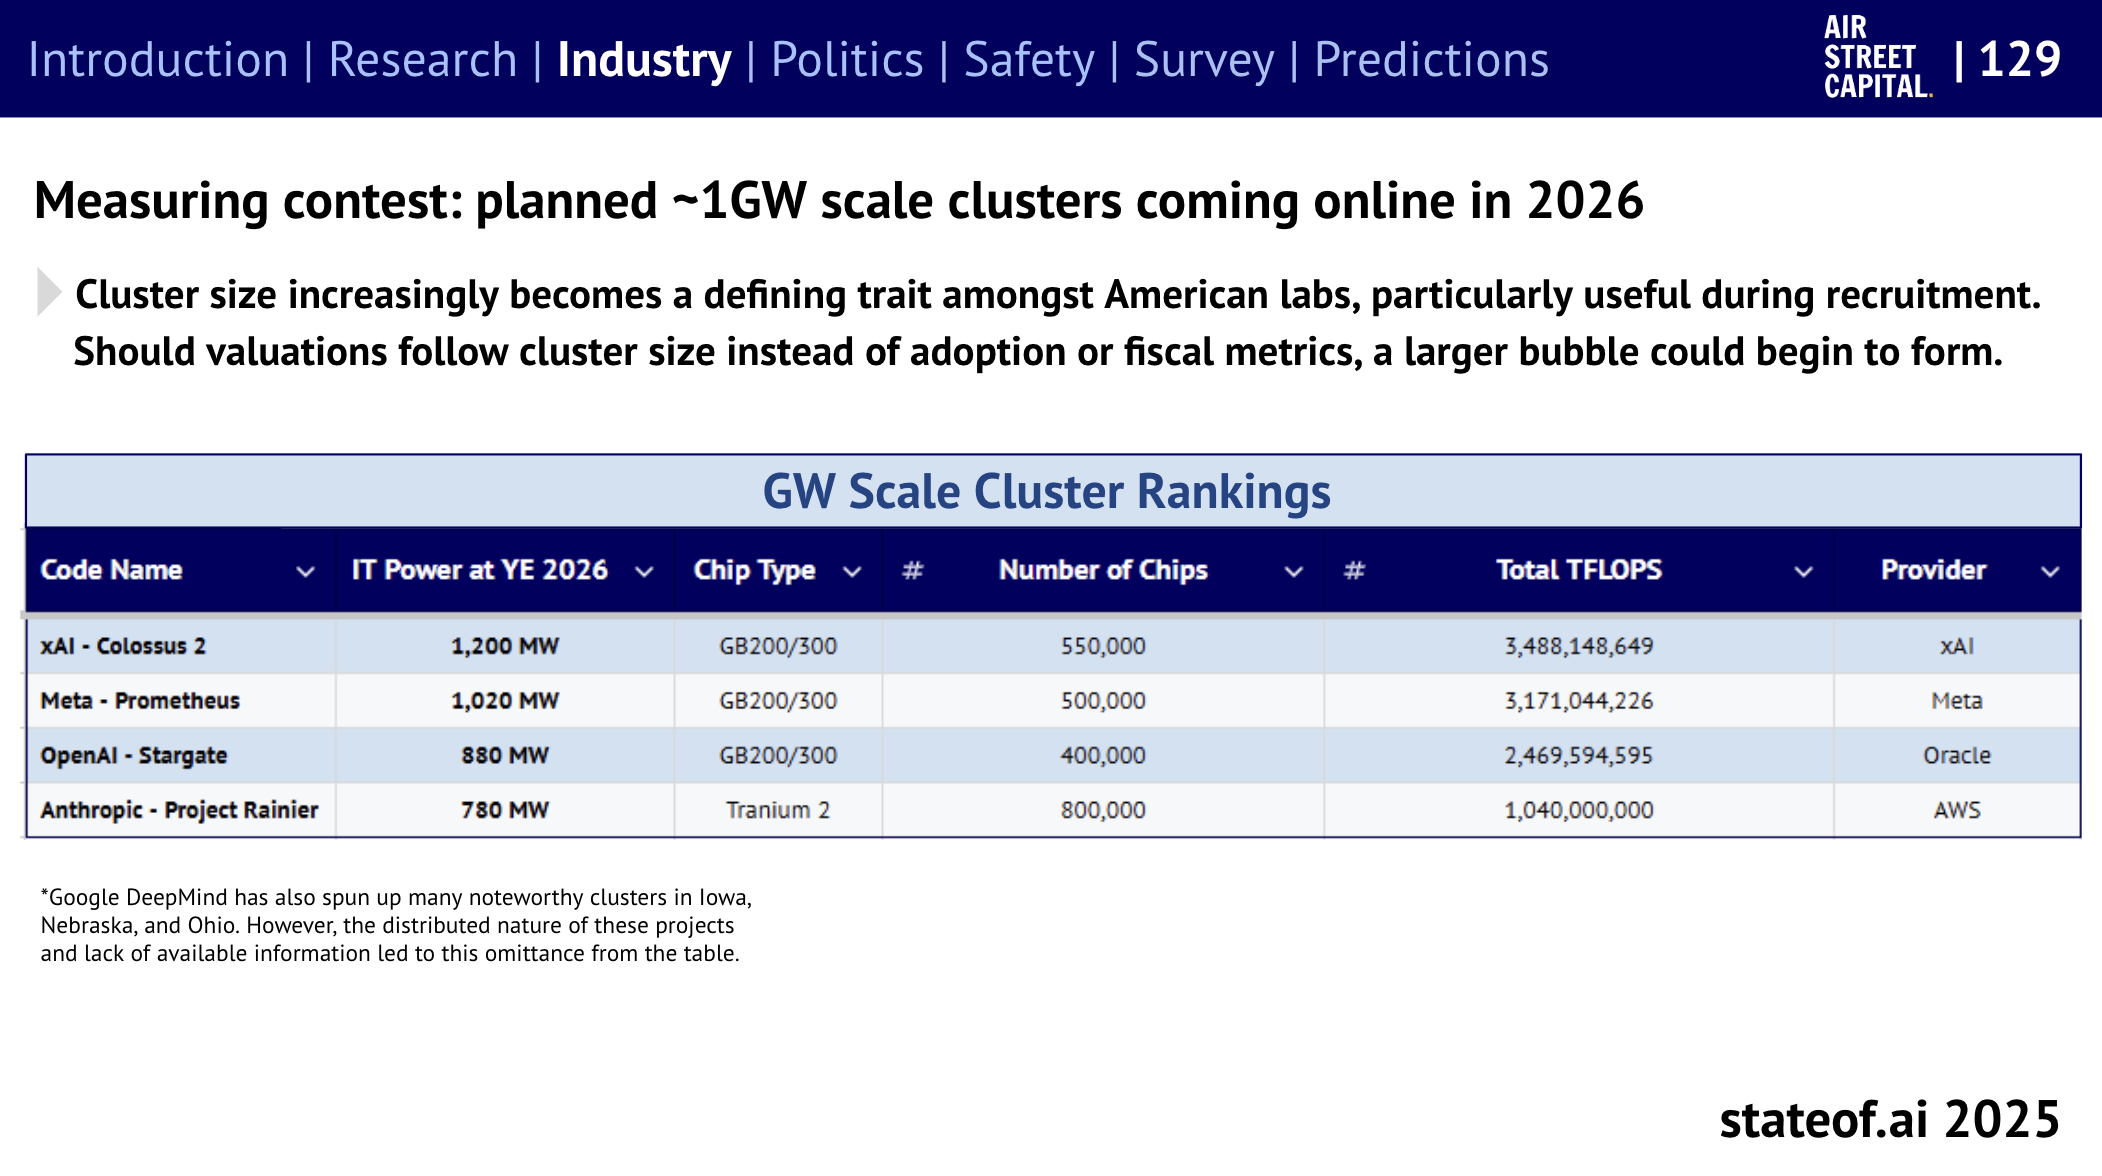 Introduction | Research | Industry | Politics | Safety | Survey | Predictions
AIR
STREET
CAPITAL.
| 129
Measuring contest: planned ~1GW scale clusters coming online in 2026
Cluster size increasingly becomes a defining trait amongst American labs, particularly useful during recruitment.
Should valuations follow cluster size instead of adoption or fiscal metrics, a larger bubble could begin to form.
GW Scale Cluster Rankings
Code Name IT Power at YE 2026 Chip Type # Number of Chips # Total TFLOPS Provider
xAI - Colossus 2 1,200 MW GB200/300 550,000 3,488,148,649 xAI
Meta - Prometheus 1,020 MW GB200/300 500,000 3,171,044,226 Meta
OpenAI - Stargate 880 MW GB200/300 400,000 2,469,594,595 Oracle
Anthropic - Project Rainier 780 MW Tranium 2 800,000 1,040,000,000 AWS
*Google DeepMind has also spun up many noteworthy clusters in Iowa,
Nebraska, and Ohio. However, the distributed nature of these projects
and lack of available information led to this omittance from the table.
stateof.ai 2025